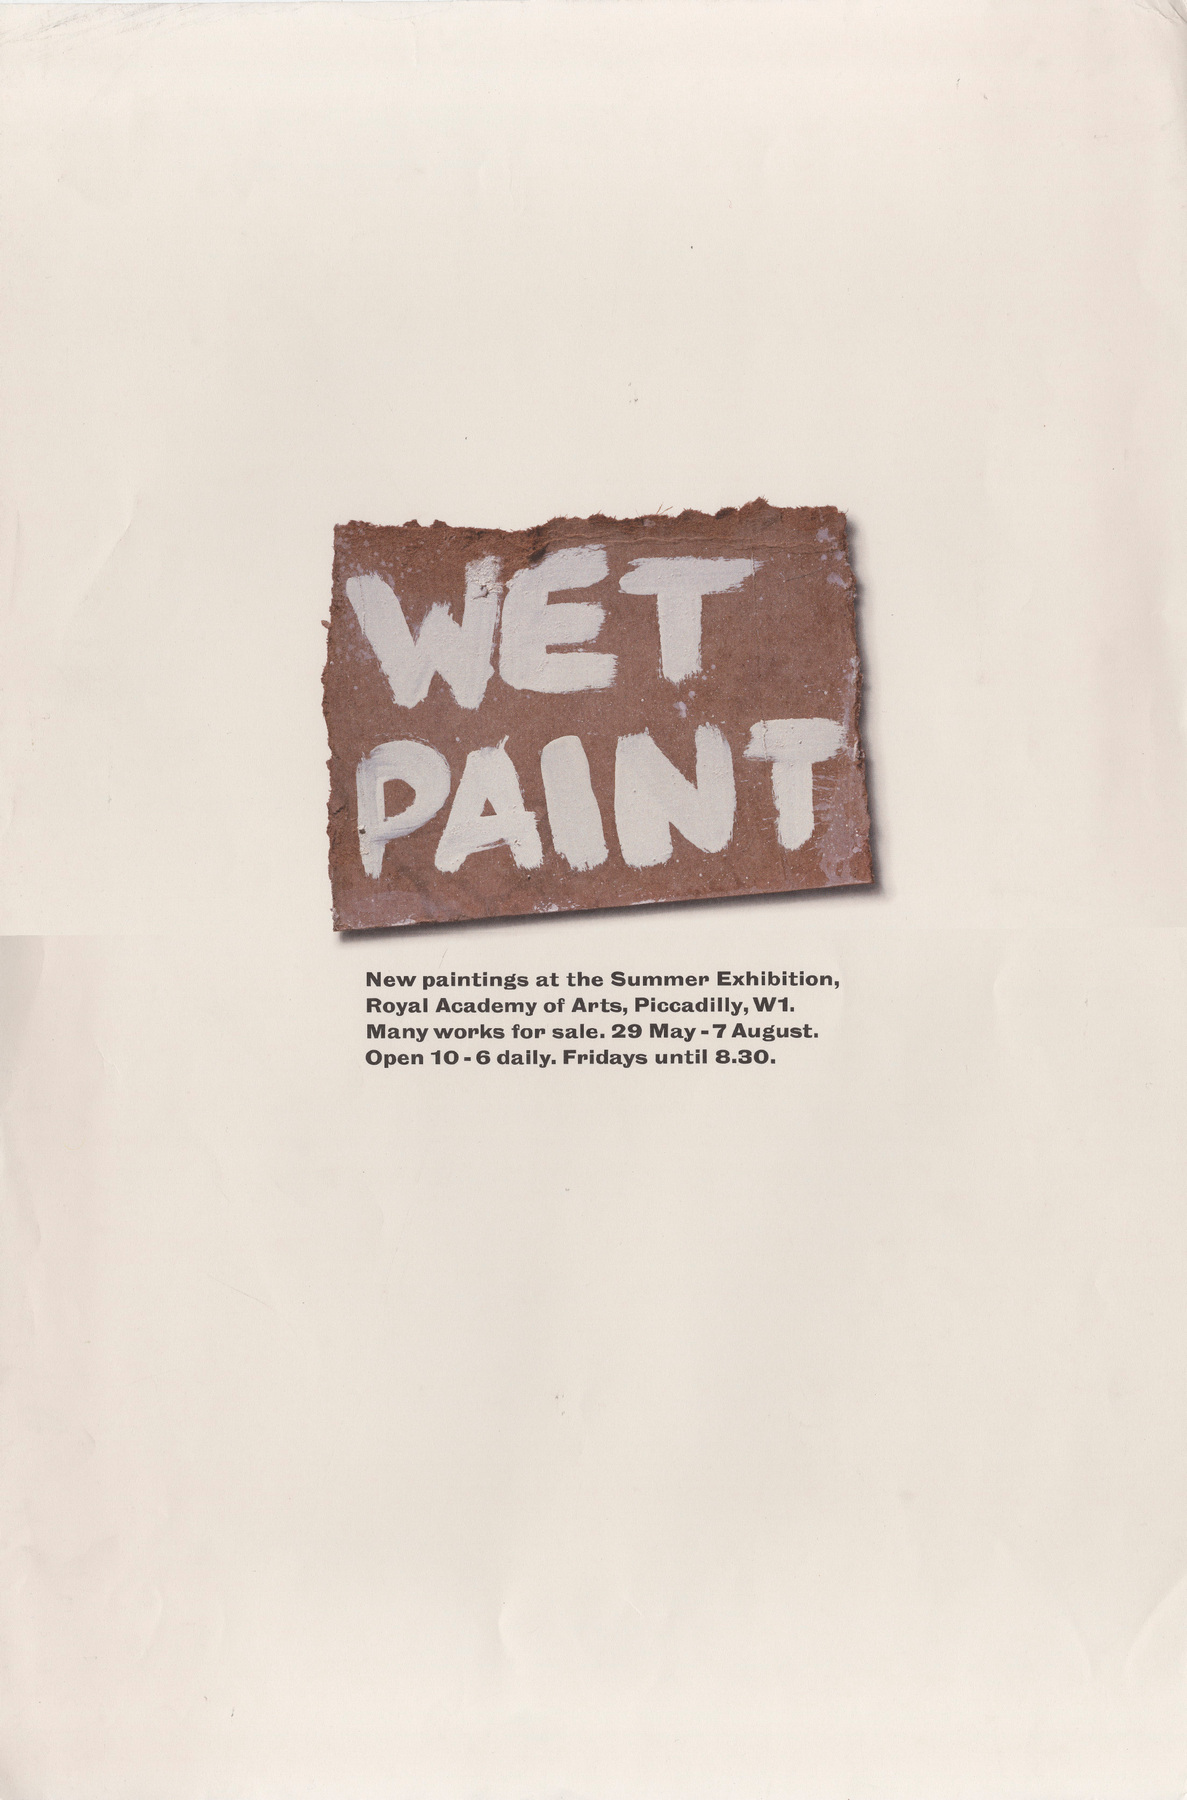 WET
PAINT
New paintings at the Summer Exhibition,
Royal Academy of Arts, Piccadilly, W1.
Many works for sale. 29 May - 7 August.
Open 10 - 6 daily. Fridays until 8.30.